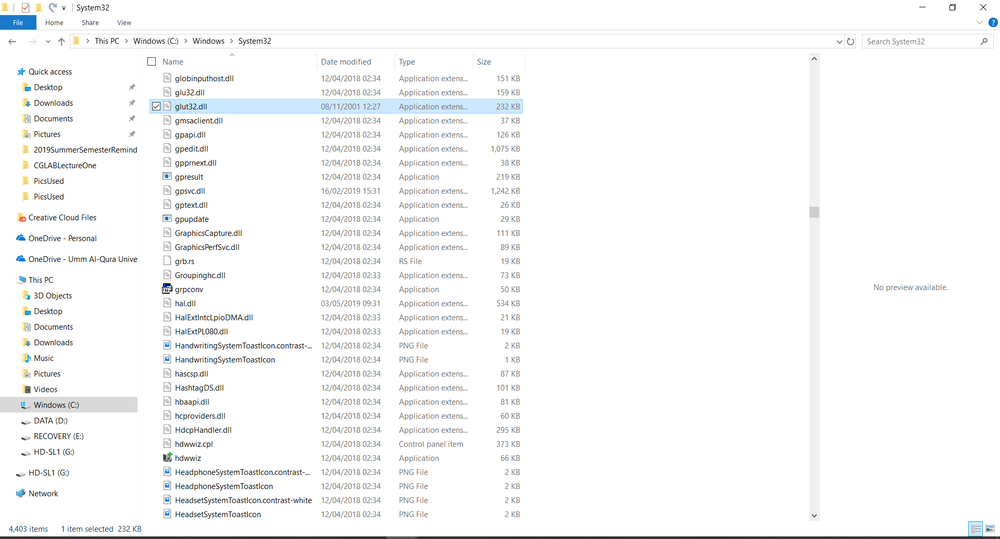 System32
File Home Share View
This PC Windows (C:) Windows System32
Search System32
Quick access
Desktop
Downloads
Documents
Pictures
2019SummerSemesterRemind
CGLABLectureOne
PicsUsed
PicsUsed
Creative Cloud Files
OneDrive - Personal
OneDrive - Umm Al-Qura Unive
This PC
3D Objects
Desktop
Documents
Downloads
Music
Pictures
Videos
Windows (C:)
DATA (D:)
RECOVERY (E:)
HD-SL1 (G:)
HD-SL1 (G:)
Network
Name Date modified Type Size
globinputhost.dll 12/04/2018 02:34 Application extens... 151 KB
glu32.dll 12/04/2018 02:34 Application extens... 159 KB
glut32.dll 08/11/2001 12:27 Application extens... 232 KB
gmsaclient.dll 12/04/2018 02:34 Application extens... 37 KB
gpapi.dll 12/04/2018 02:34 Application extens... 126 KB
gpedit.dll 12/04/2018 02:34 Application extens... 1,075 KB
gpprnext.dll 12/04/2018 02:34 Application extens... 38 KB
gpresult 12/04/2018 02:34 Application 219 KB
gpsvc.dll 16/02/2019 15:31 Application extens... 1,242 KB
gptext.dll 12/04/2018 02:34 Application extens... 26 KB
gpupdate 12/04/2018 02:34 Application 29 KB
GraphicsCapture.dll 12/04/2018 02:34 Application extens... 111 KB
GraphicsPerfSvc.dll 12/04/2018 02:34 Application extens... 89 KB
grb.rs 12/04/2018 02:34 RS File 19 KB
Groupinghc.dll 12/04/2018 02:33 Application extens... 73 KB
grpconv 12/04/2018 02:34 Application 50 KB
hal.dll 03/05/2019 09:31 Application extens... 534 KB
HalExtIntcLpioDMA.dll 12/04/2018 02:33 Application extens... 21 KB
HalExtPL080.dll 12/04/2018 02:33 Application extens... 19 KB
HandwritingSystemToastIcon.contrast-... 12/04/2018 02:34 PNG File 2 KB
HandwritingSystemToastIcon 12/04/2018 02:34 PNG File 1 KB
hascsp.dll 12/04/2018 02:34 Application extens... 87 KB
HashtagDS.dll 12/04/2018 02:34 Application extens... 101 KB
hbaapi.dll 12/04/2018 02:34 Application extens... 81 KB
hcproviders.dll 12/04/2018 02:34 Application extens... 60 KB
HdcpHandler.dll 12/04/2018 02:34 Application extens... 295 KB
hdwwiz.cpl 12/04/2018 02:34 Control panel item 373 KB
hdwwiz 12/04/2018 02:34 Application 66 KB
HeadphoneSystemToastIcon.contrast-... 12/04/2018 02:34 PNG File 2 KB
HeadphoneSystemToastIcon 12/04/2018 02:34 PNG File 2 KB
HeadsetSystemToastIcon.contrast-white 12/04/2018 02:34 PNG File 2 KB
HeadsetSystemToastIcon 12/04/2018 02:34 PNG File 2 KB
No preview available.
4,403 items 1 item selected 232 KB